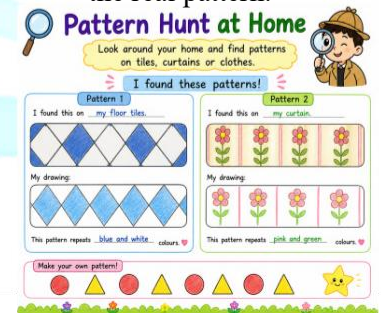 the real pattern.
Pattern Hunt at Home
Look around your home and find patterns
on tiles, curtains or clothes.
I found these patterns!
Pattern 1
I found this on my floor tiles.
My drawing:
This pattern repeats blue and white colours.
Pattern 2
I found this on my curtain.
My drawing:
This pattern repeats pink and green colours.
Make your own pattern!